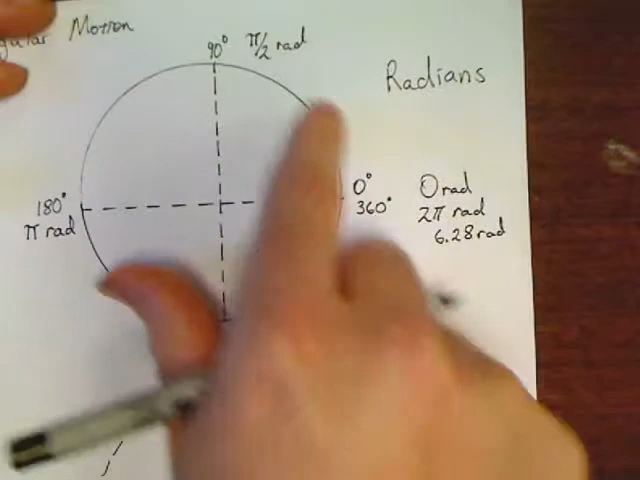 Motion
90° π/2 rad
Radians
180°
π rad
0°
360°
0 rad
2π rad
6.28 rad